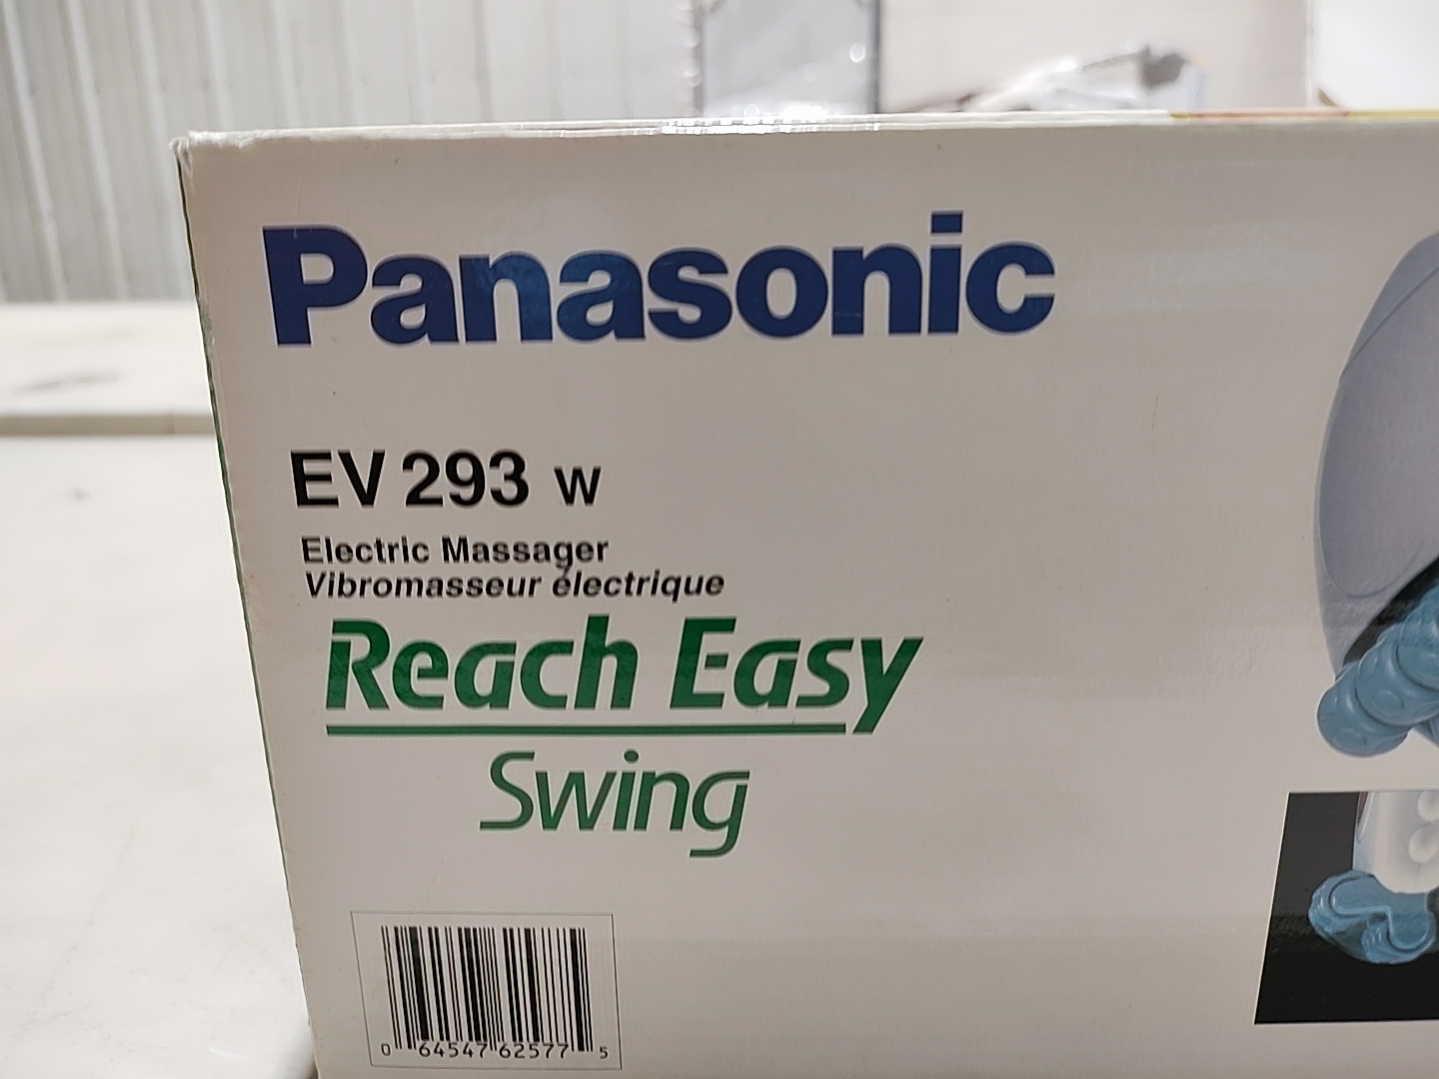 Panasonic
EV 293 W
Electric Massager
Vibromasseur électrique
Reach Easy
Swing
0 64547 62577 5